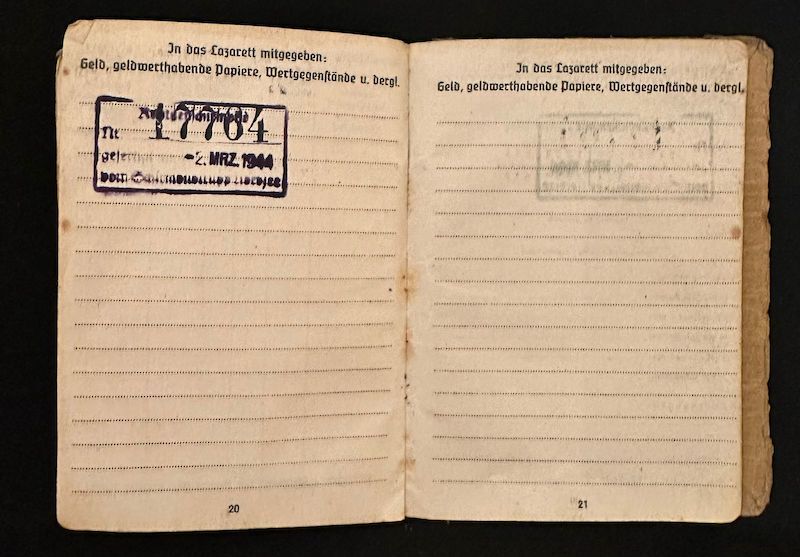 In das Lazarett mitgegeben:
Geld, geldwerthabende Papiere, Wertgegenstände u. dergl.
Nr. 17704
-2. MRZ. 1944
vom
20
In das Lazarett mitgegeben:
Geld, geldwerthabende Papiere, Wertgegenstände u. dergl.
21